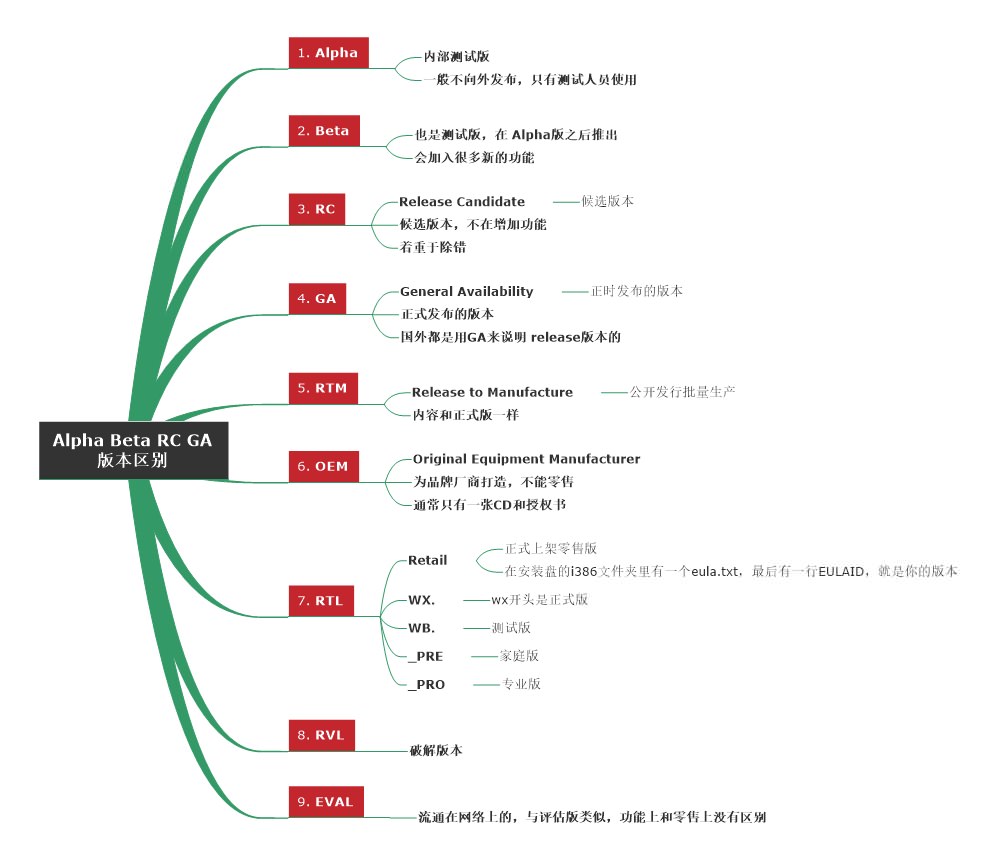 Alpha Beta RC GA
版本区别
1. Alpha
内部测试版
一般不向外发布，只有测试人员使用
2. Beta
也是测试版，在 Alpha版之后推出
会加入很多新的功能
3. RC
Release Candidate
候选版本
候选版本，不在增加功能
着重于除错
4. GA
General Availability
正时发布的版本
正式发布的版本
国外都是用GA来说明 release版本的
5. RTM
Release to Manufacture
公开发行批量生产
内容和正式版一样
6. OEM
Original Equipment Manufacturer
为品牌厂商打造，不能零售
通常只有一张CD和授权书
7. RTL
Retail
正式上架零售版
在安装盘的i386文件夹里有一个eula.txt，最后有一行EULAID，就是你的版本
WX.
wx开头是正式版
WB.
测试版
_PRE
家庭版
_PRO
专业版
8. RVL
破解版本
9. EVAL
流通在网络上的，与评估版类似，功能上和零售上没有区别